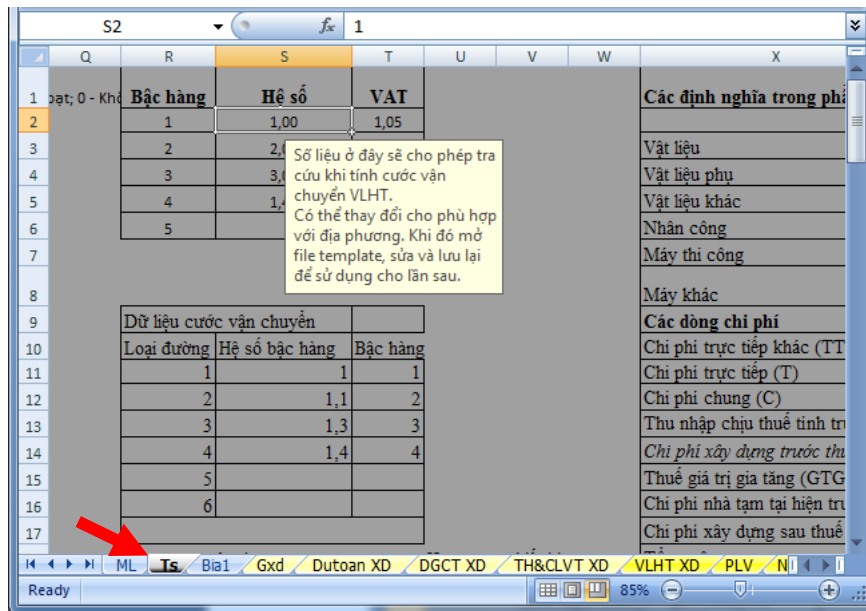 S2 fx 1
Q R S T U V W X
1 Bậc hàng Hệ số VAT Các định nghĩa trong
2 1 1,00 1,05
3 2 Vật liệu
4 3 Vật liệu phụ
5 4 Vật liệu khác
6 5 Nhân công
7 Máy thi công
8 Máy khác
Số liệu ở đây sẽ cho phép tra
cứu khi tính cước vận
chuyển VLHT.
Có thể thay đổi cho phù hợp
với địa phương. Khi đó mở
file template, sửa và lưu lại
để sử dụng cho lần sau.
9 Dữ liệu cước vận chuyển Các dòng chi phí
10 Loại đường Hệ số bậc hàng Bậc hàng Chi phí trực tiếp khác (TT
11 1 1 1 Chi phí trực tiếp (T)
12 2 1,1 2 Chi phí chung (C)
13 3 1,3 3 Thu nhập chịu thuế tính
14 4 1,4 4 Chi phí xây dựng trước
15 5 Thuế giá trị gia tăng (GTG
16 6 Chi phí nhà tạm tại hiện
17 Chi phí xây dựng sau thuế
ML Ts Bia1 Gxd Dutoan XD DGCT XD TH&CLVT XD VLHT XD PLV N
Ready 85%